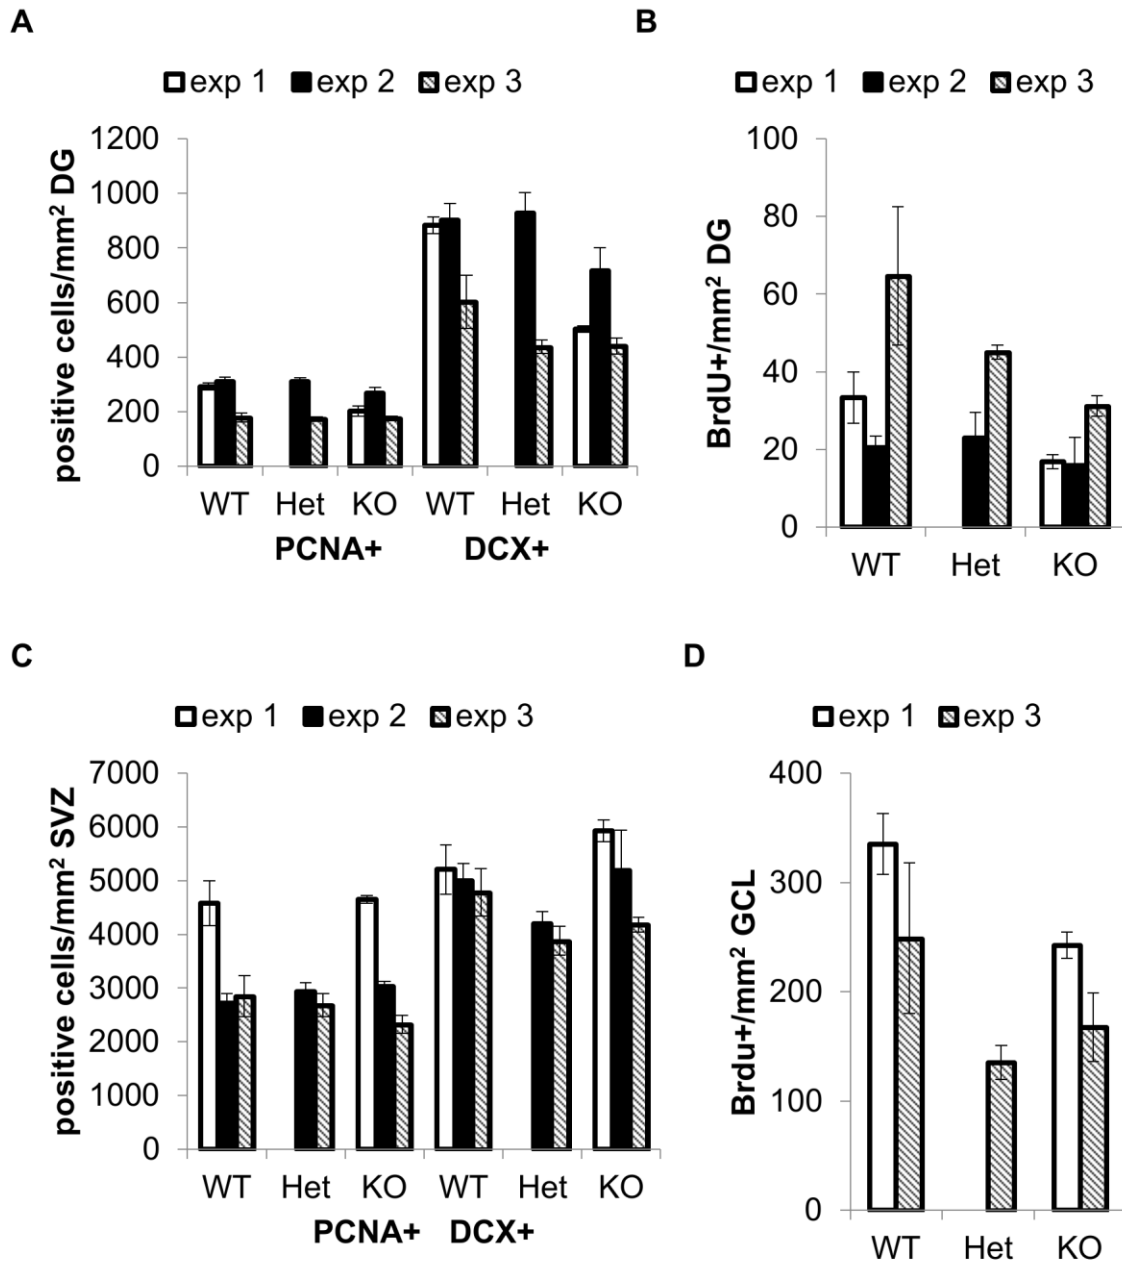 A
exp 1 exp 2 exp 3
positive cells/mm² DG
1200
1000
800
600
400
200
0
WT Het KO WT Het KO
PCNA+ DCX+
B
exp 1 exp 2 exp 3
BrdU+/mm² DG
100
80
60
40
20
0
WT Het KO
C
exp 1 exp 2 exp 3
positive cells/mm² SVZ
7000
6000
5000
4000
3000
2000
1000
0
WT Het KO WT Het KO
PCNA+ DCX+
D
exp 1 exp 3
Brdu+/mm² GCL
400
300
200
100
0
WT Het KO